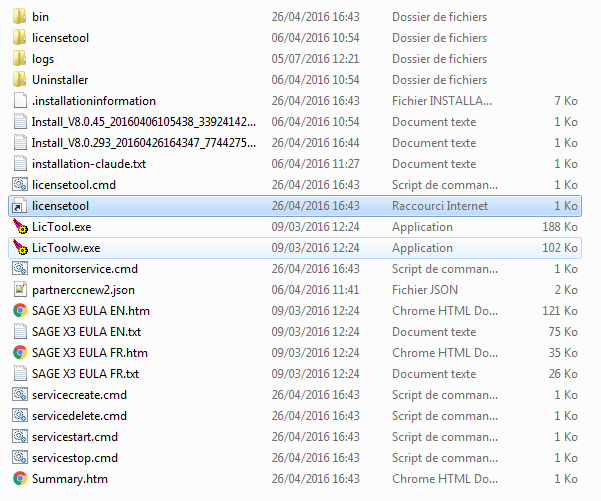 bin 26/04/2016 16:43 Dossier de fichiers
licensetool 06/04/2016 10:54 Dossier de fichiers
logs 05/07/2016 12:21 Dossier de fichiers
Uninstaller 06/04/2016 10:54 Dossier de fichiers
.installationinformation 26/04/2016 16:43 Fichier INSTALLA... 7 Ko
Install_V8.0.45_20160406105438_33924142... 06/04/2016 10:54 Document texte 1 Ko
Install_V8.0.293_20160426164347_7744275... 26/04/2016 16:44 Document texte 1 Ko
installation-claude.txt 06/04/2016 11:27 Document texte 1 Ko
licensetool.cmd 26/04/2016 16:43 Script de comman... 1 Ko
licensetool 26/04/2016 16:43 Raccourci Internet 1 Ko
LicTool.exe 09/03/2016 12:24 Application 188 Ko
LicToolw.exe 09/03/2016 12:24 Application 102 Ko
monitorservice.cmd 26/04/2016 16:43 Script de comman... 1 Ko
partnerccnew2.json 06/04/2016 11:41 Fichier JSON 2 Ko
SAGE X3 EULA EN.htm 09/03/2016 12:24 Chrome HTML Do... 121 Ko
SAGE X3 EULA EN.txt 09/03/2016 12:24 Document texte 75 Ko
SAGE X3 EULA FR.htm 09/03/2016 12:24 Chrome HTML Do... 35 Ko
SAGE X3 EULA FR.txt 09/03/2016 12:24 Document texte 26 Ko
servicecreate.cmd 26/04/2016 16:43 Script de comman... 1 Ko
servicedelete.cmd 26/04/2016 16:43 Script de comman... 1 Ko
servicestart.cmd 26/04/2016 16:43 Script de comman... 1 Ko
servicestop.cmd 26/04/2016 16:43 Script de comman... 1 Ko
Summary.htm 26/04/2016 16:43 Chrome HTML Do... 1 Ko